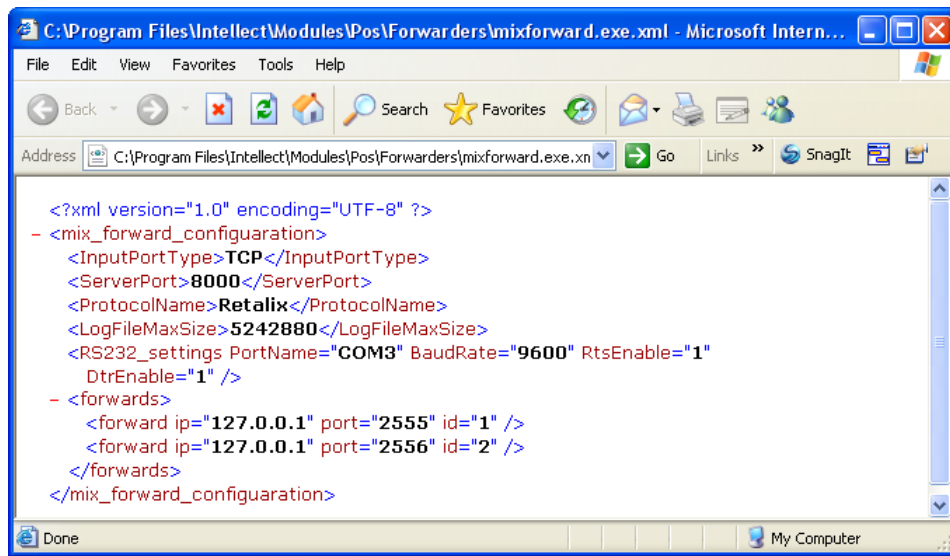 C:\Program Files\Intellect\Modules\Pos\Forwarders\mixforward.exe.xml - Microsoft Intern...
File Edit View Favorites Tools Help
Back Search Favorites
Address C:\Program Files\Intellect\Modules\Pos\Forwarders\mixforward.exe.xn Go Links » SnagIt
<?xml version="1.0" encoding="UTF-8" ?>
- <mix_forward_configuaration>
<InputPortType>TCP</InputPortType>
<ServerPort>8000</ServerPort>
<ProtocolName>Retalix</ProtocolName>
<LogFileMaxSize>5242880</LogFileMaxSize>
<RS232_settings PortName="COM3" BaudRate="9600" RtsEnable="1"
DtrEnable="1" />
- <forwards>
<forward ip="127.0.0.1" port="2555" id="1" />
<forward ip="127.0.0.1" port="2556" id="2" />
</forwards>
</mix_forward_configuaration>
Done My Computer